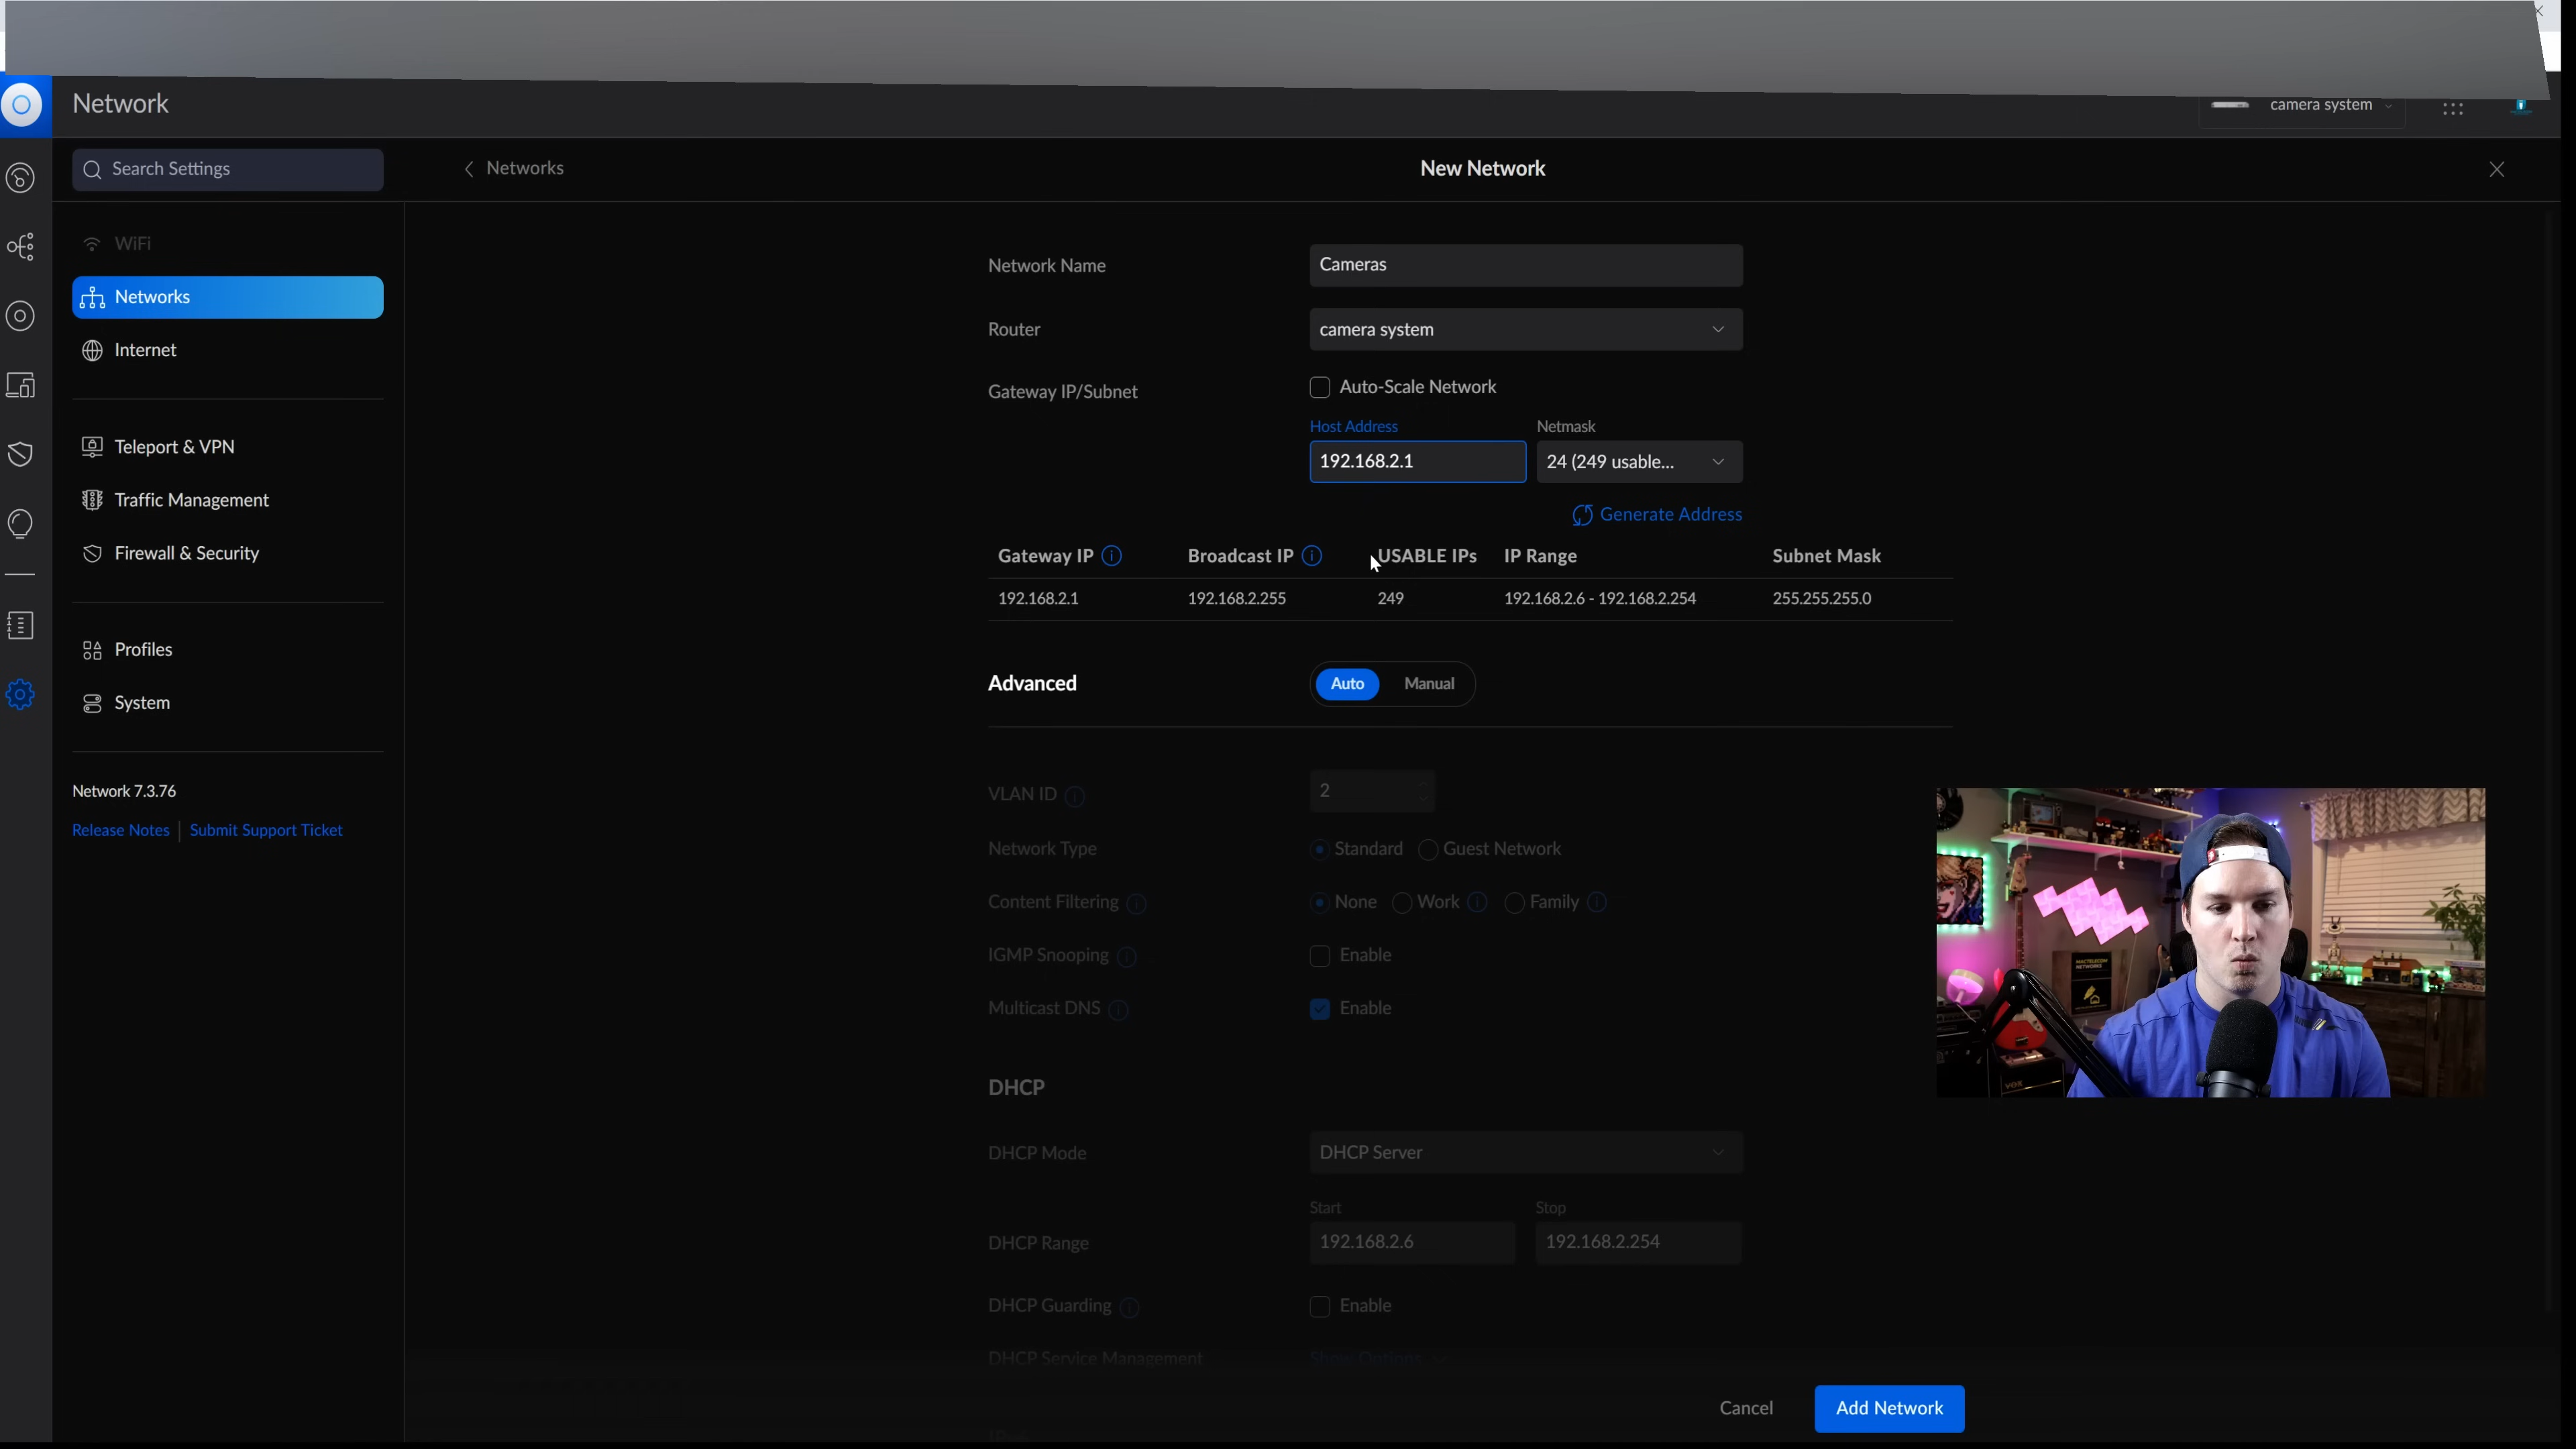 Network
camera system
Search Settings
Networks
New Network
WiFi
Networks
Internet
Teleport & VPN
Traffic Management
Firewall & Security
Profiles
System
Network 7.3.76
Release Notes | Submit Support Ticket
Network Name
Cameras
Router
camera system
Gateway IP/Subnet
Auto-Scale Network
Host Address
Netmask
192.168.2.1
24 (249 usable...
Generate Address
Gateway IP Broadcast IP USABLE IPs IP Range Subnet Mask
192.168.2.1 192.168.2.255 249 192.168.2.6 - 192.168.2.254 255.255.255.0
Advanced
Auto Manual
VLAN ID
2
Network Type
Standard Guest Network
Content Filtering
None Work Family
IGMP Snooping
Enable
Multicast DNS
Enable
DHCP
DHCP Mode
DHCP Server
Start Stop
DHCP Range
192.168.2.6 192.168.2.254
DHCP Guarding
Enable
DHCP Service Management
Show Options
Cancel
Add Network
MACTELECOM
NETWORKS
VOX